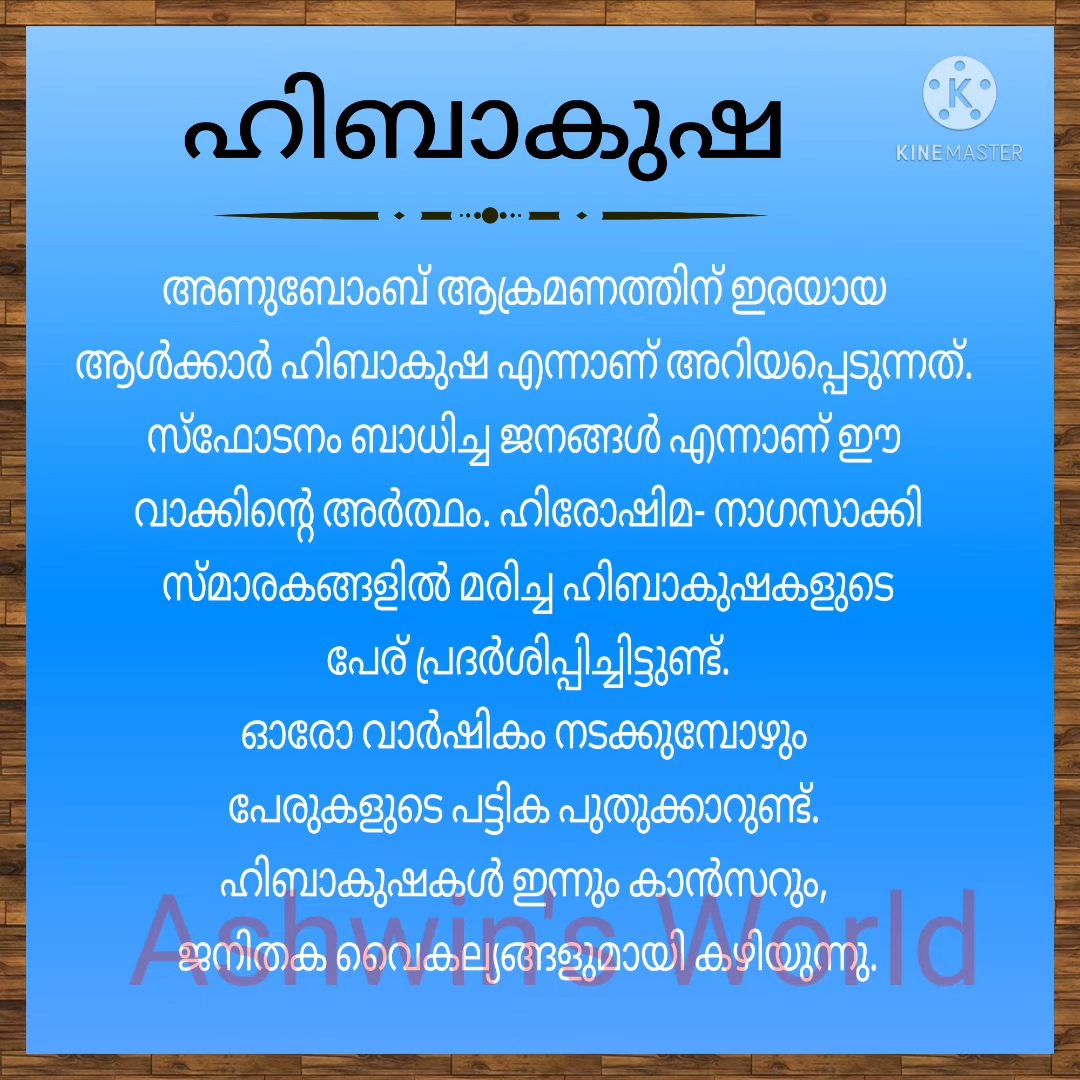 ഹിബാകുഷ
KINEMASTER
അണുബോംബ് ആക്രമണത്തിന് ഇരയായ
ആൾക്കാർ ഹിബാകുഷ എന്നാണ് അറിയപ്പെടുന്നത്.
സ്ഫോടനം ബാധിച്ച ജനങ്ങൾ എന്നാണ് ഈ
വാക്കിന്റെ അർത്ഥം. ഹിരോഷിമ- നാഗസാക്കി
സ്മാരകങ്ങളിൽ മരിച്ച ഹിബാകുഷകളുടെ
പേര് പ്രദർശിപ്പിച്ചിട്ടുണ്ട്.
ഓരോ വാർഷികം നടക്കുമ്പോഴും
പേരുകളുടെ പട്ടിക പുതുക്കാറുണ്ട്.
ഹിബാകുഷകൾ ഇന്നും കാൻസറും,
ജനിതക വൈകല്യങ്ങളുമായി കഴിയുന്നു.
Ashwin's World